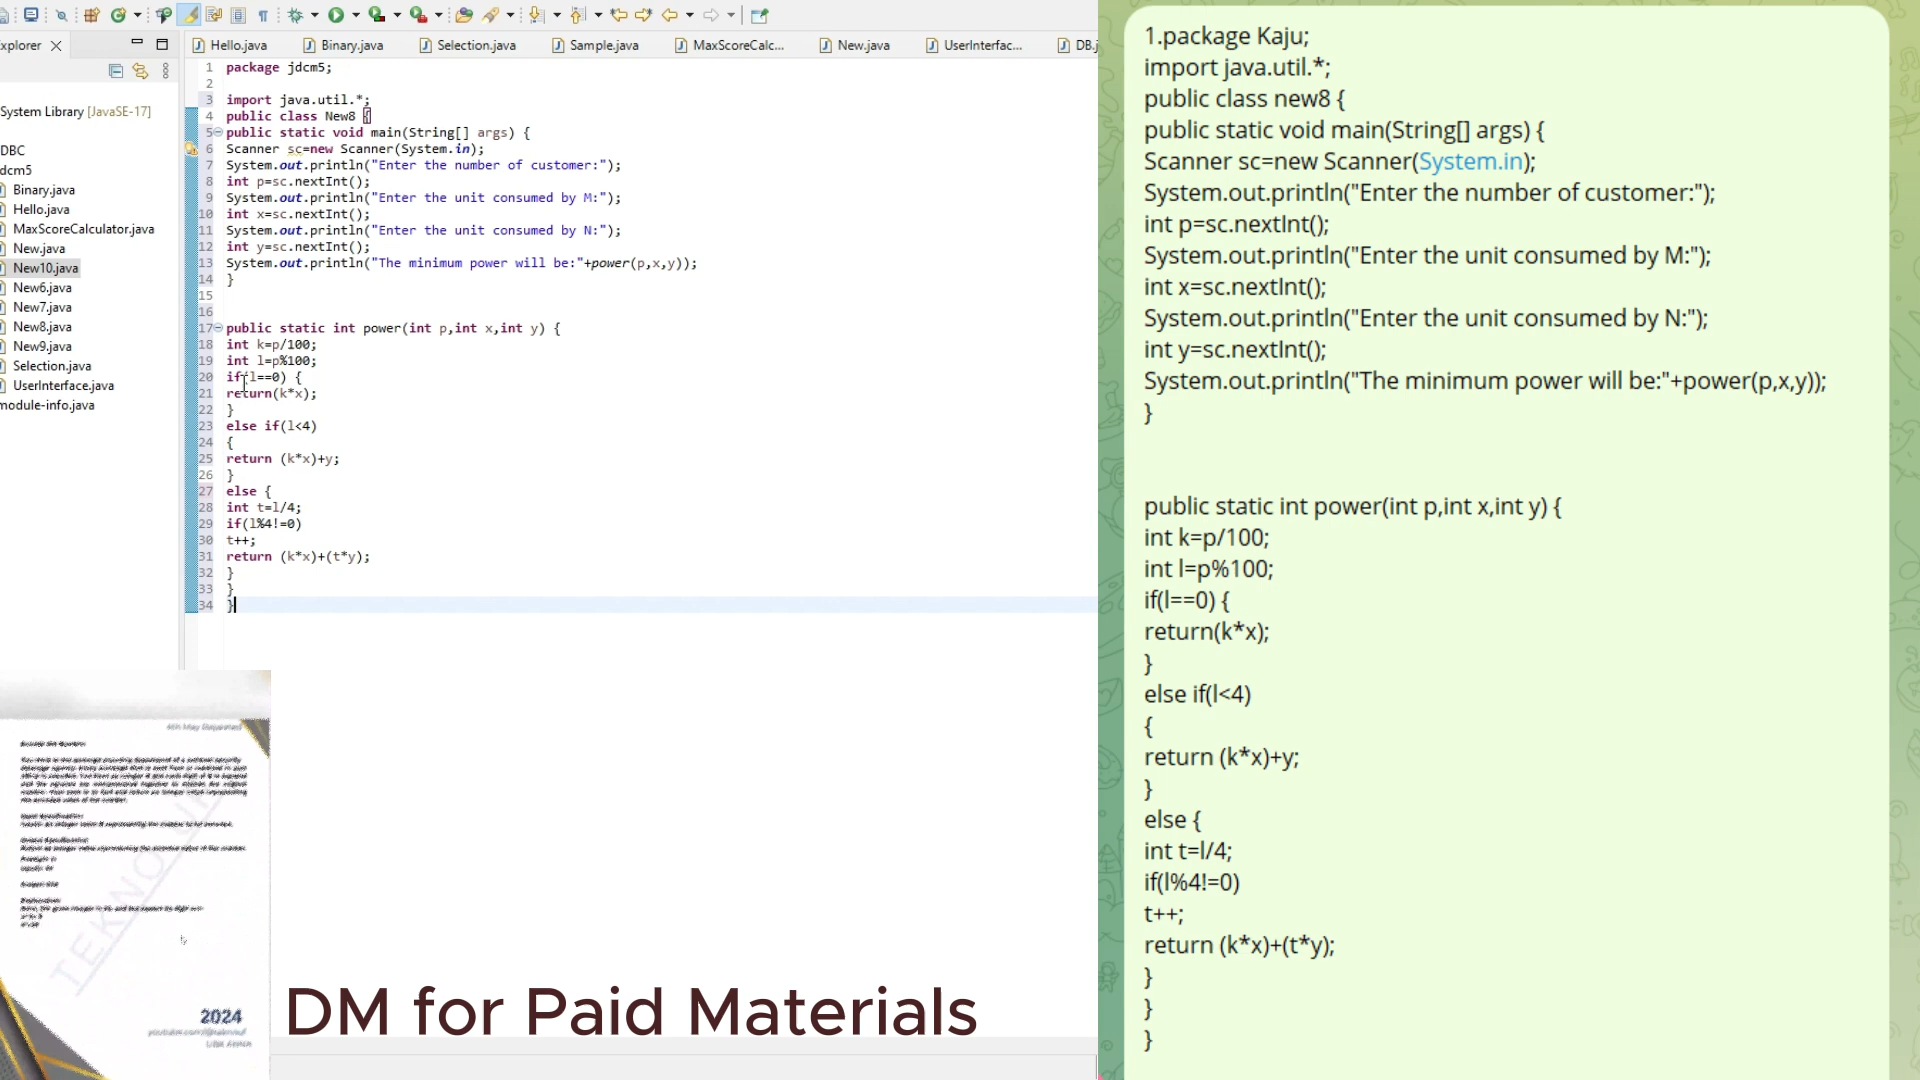 xplorer
Hello.java
Binary.java
Selection.java
Sample.java
MaxScoreCalc...
New.java
UserInterfac...
DB.j
System Library [JavaSE-17]
DBC
dcm5
Binary.java
Hello.java
MaxScoreCalculator.java
New.java
New10.java
New6.java
New7.java
New8.java
New9.java
Selection.java
UserInterface.java
module-info.java
1 package jdcm5;
2
3 import java.util.*;
4 public class New8 {
5 public static void main(String[] args) {
6 Scanner sc=new Scanner(System.in);
7 System.out.println("Enter the number of customer:");
8 int p=sc.nextInt();
9 System.out.println("Enter the unit consumed by M:");
10 int x=sc.nextInt();
11 System.out.println("Enter the unit consumed by N:");
12 int y=sc.nextInt();
13 System.out.println("The minimum power will be:"+power(p,x,y));
14 }
15
16
17 public static int power(int p,int x,int y) {
18 int k=p/100;
19 int l=p%100;
20 if(l==0) {
21 return(k*x);
22 }
23 else if(l<4)
24 {
25 return (k*x)+y;
26 }
27 else {
28 int t=l/4;
29 if(l%4!=0)
30 t++;
31 return (k*x)+(t*y);
32 }
33 }
34 }
TEKNO
2024
DM for Paid Materials
1.package Kaju;
import java.util.*;
public class new8 {
public static void main(String[] args) {
Scanner sc=new Scanner(System.in);
System.out.println("Enter the number of customer:");
int p=sc.nextInt();
System.out.println("Enter the unit consumed by M:");
int x=sc.nextInt();
System.out.println("Enter the unit consumed by N:");
int y=sc.nextInt();
System.out.println("The minimum power will be:"+power(p,x,y));
}
public static int power(int p,int x,int y) {
int k=p/100;
int l=p%100;
if(l==0) {
return(k*x);
}
else if(l<4)
{
return (k*x)+y;
}
else {
int t=l/4;
if(l%4!=0)
t++;
return (k*x)+(t*y);
}
}
}